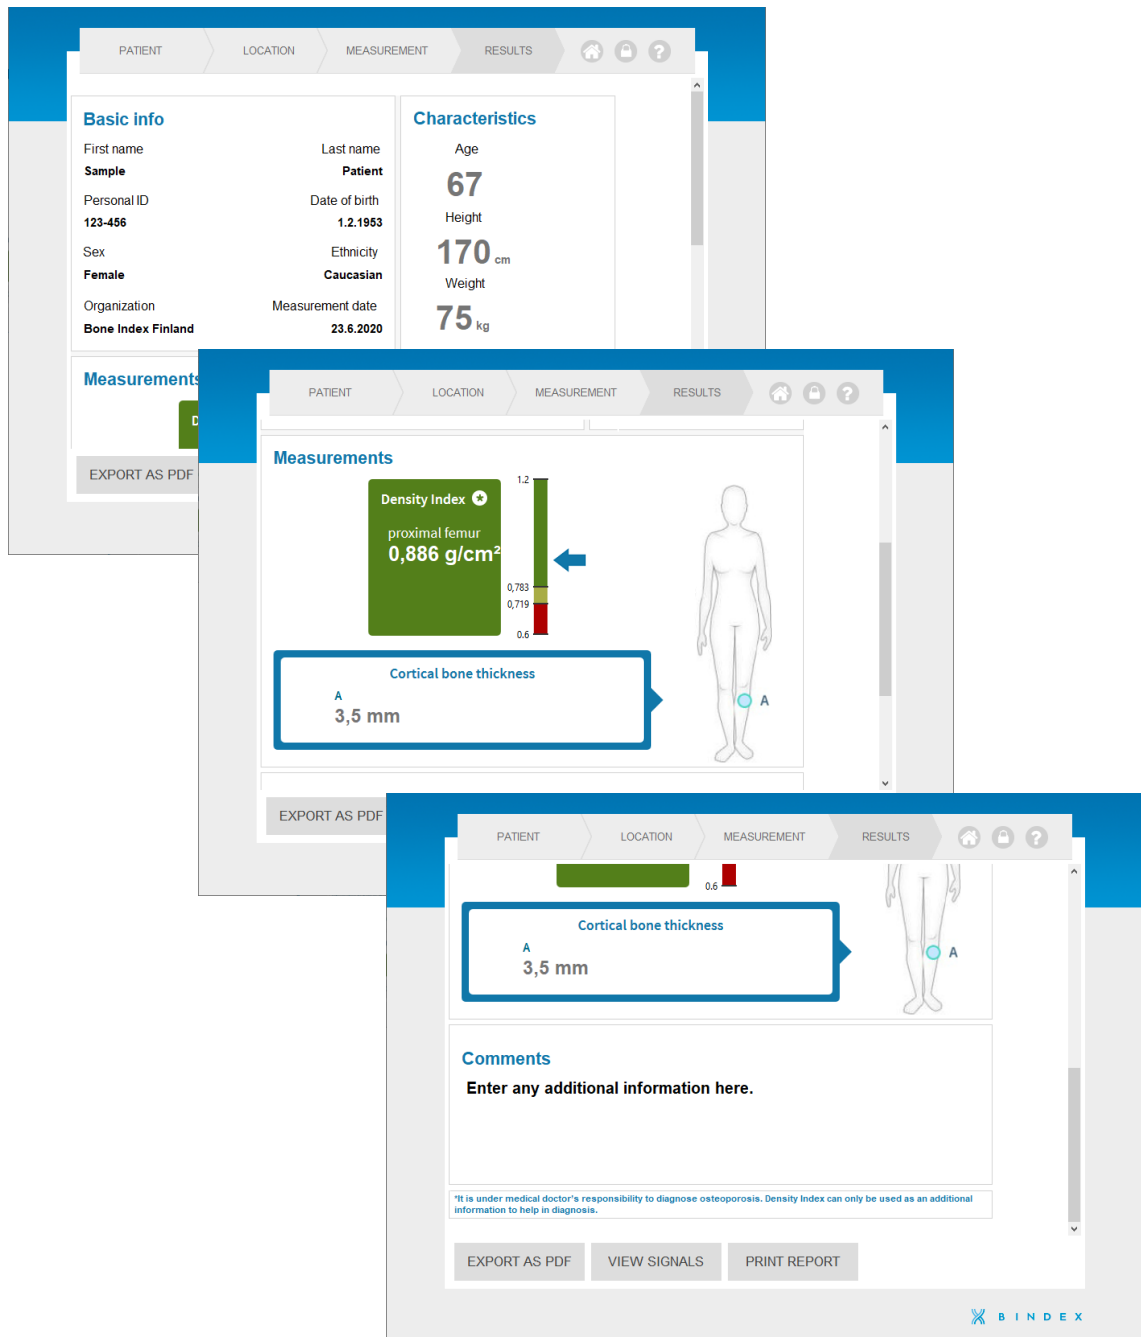 PATIENT LOCATION MEASUREMENT RESULTS ?
Basic info
First name Last name
Sample Patient
Personal ID Date of birth
123-456 1.2.1953
Sex Ethnicity
Female Caucasian
Organization Measurement date
Bone Index Finland 23.6.2020
Characteristics
Age
67
Height
170 cm
Weight
75 kg
Measurements
D
EXPORT AS PDF
PATIENT LOCATION MEASUREMENT RESULTS ?
Measurements
Density Index
proximal femur
0,886 g/cm²
1.2
0,783
0,719
0.6
Cortical bone thickness
A
3,5 mm
A
EXPORT AS PDF
PATIENT LOCATION MEASUREMENT RESULTS ?
0.6
Cortical bone thickness
A
3,5 mm
A
Comments
Enter any additional information here.
*It is under medical doctor's responsibility to diagnose osteoporosis. Density Index can only be used as an additional
information to help in diagnosis.
EXPORT AS PDF VIEW SIGNALS PRINT REPORT
BINDEX